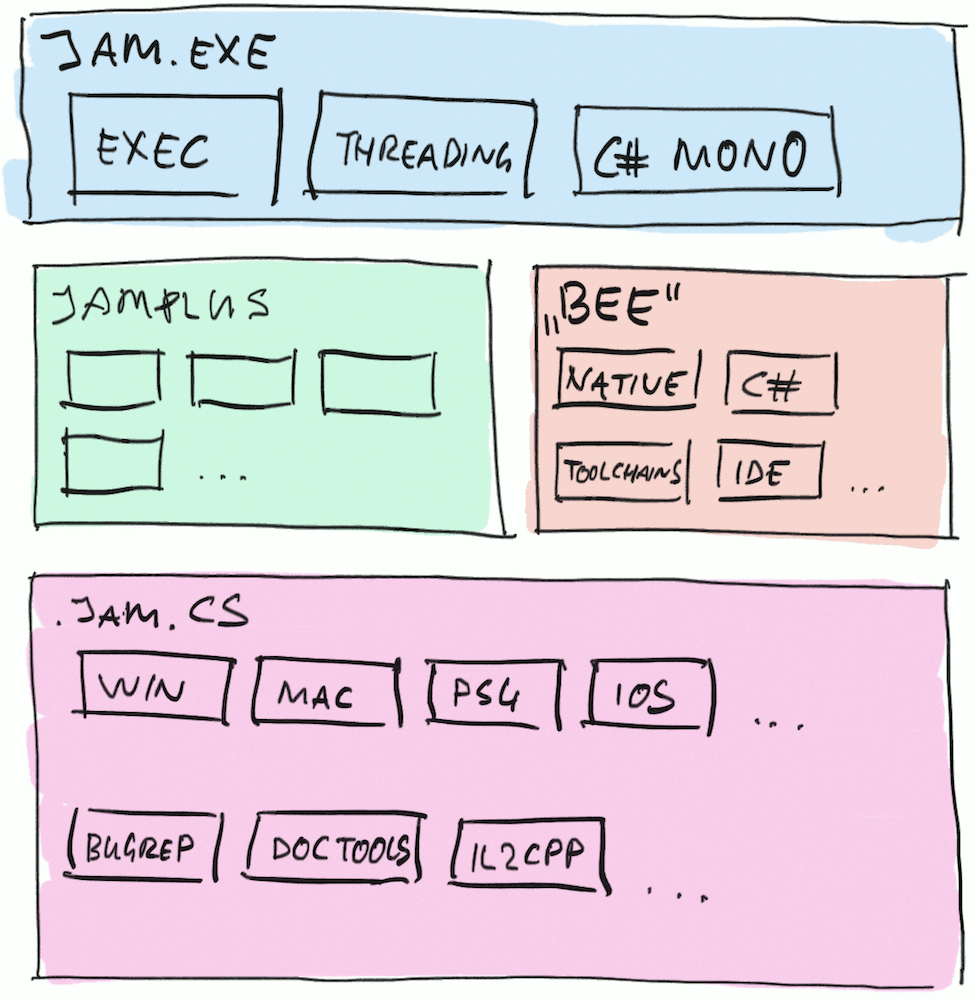 JAM.EXE
EXEC THREADING C# MONO
JAMPLUS
...
„BEE“
NATIVE C#
TOOLCHAINS IDE ...
.JAM.CS
WIN MAC PS4 IOS ...
BUGREP DOCTOOLS IL2CPP ...